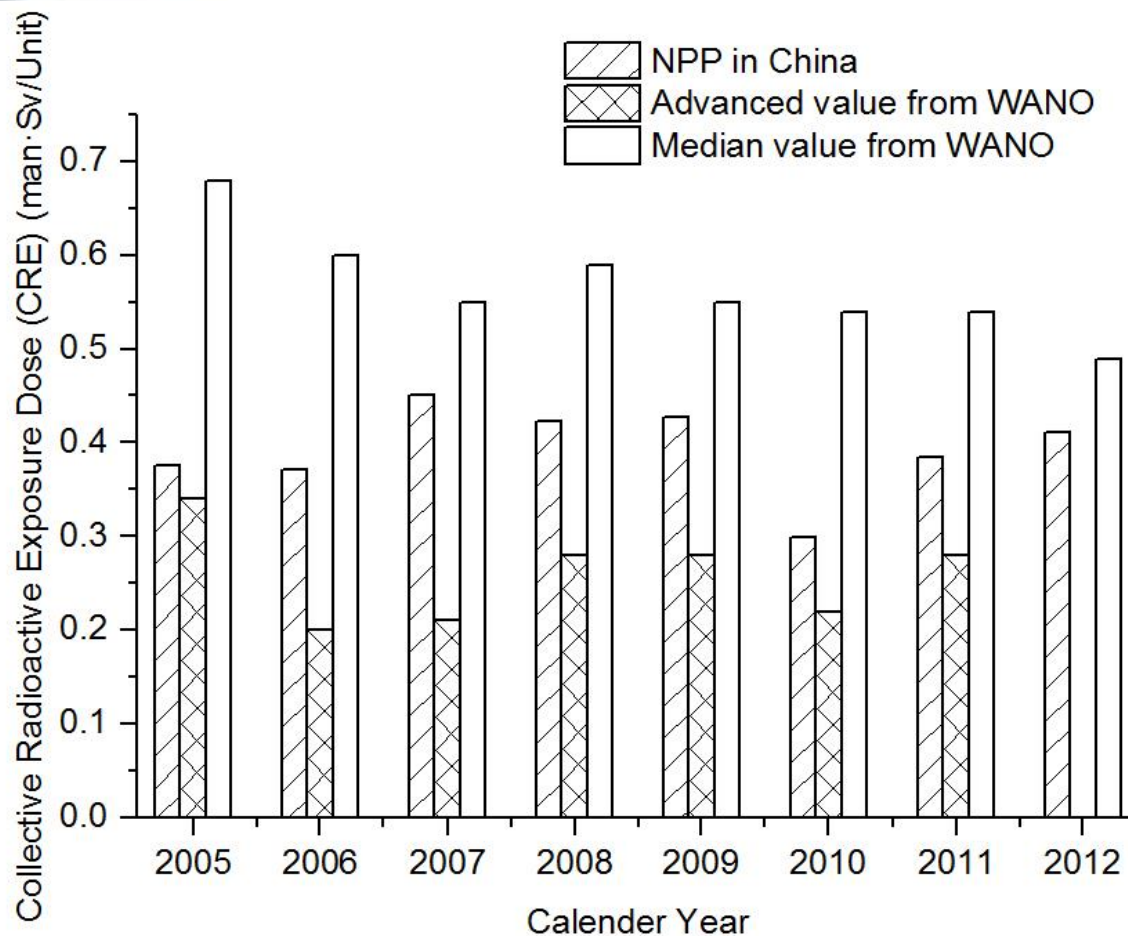 NPP in China
Advanced value from WANO
Median value from WANO
Collective Radioactive Exposure Dose (CRE) (man·Sv/Unit)
0.7
0.6
0.5
0.4
0.3
0.2
0.1
0.0
2005 2006 2007 2008 2009 2010 2011 2012
Calender Year